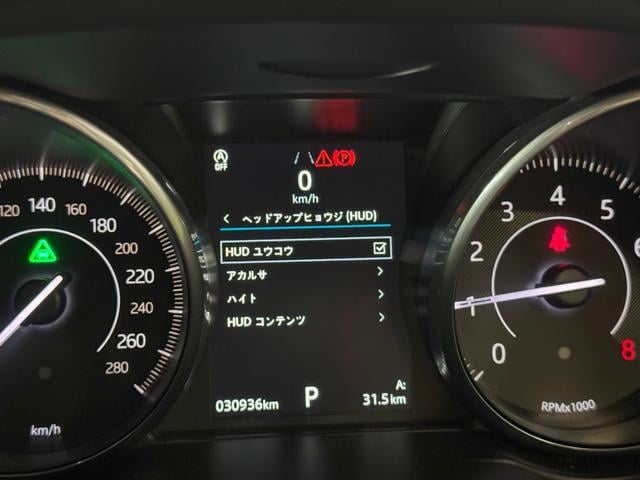 OFF
(P)
0
km/h
< ヘッドアップヒョウジ (HUD)
HUD ユウコウ
アカルサ >
ハイト >
HUD コンテンツ >
030936km P A: 31.5km
120 140 160 180 200 220 240 260 280
km/h
0 1 2 3 4 5 6 8
RPMx1000